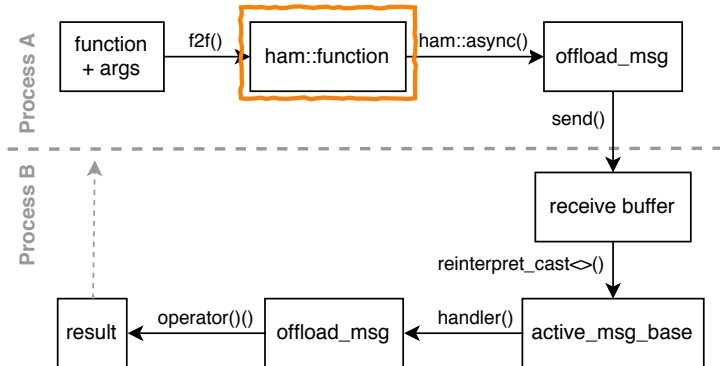 Process A
function
+ args
f2f()
ham::function
ham::async()
offload_msg
send()
Process B
receive buffer
reinterpret_cast<>()
active_msg_base
handler()
offload_msg
operator()()
result